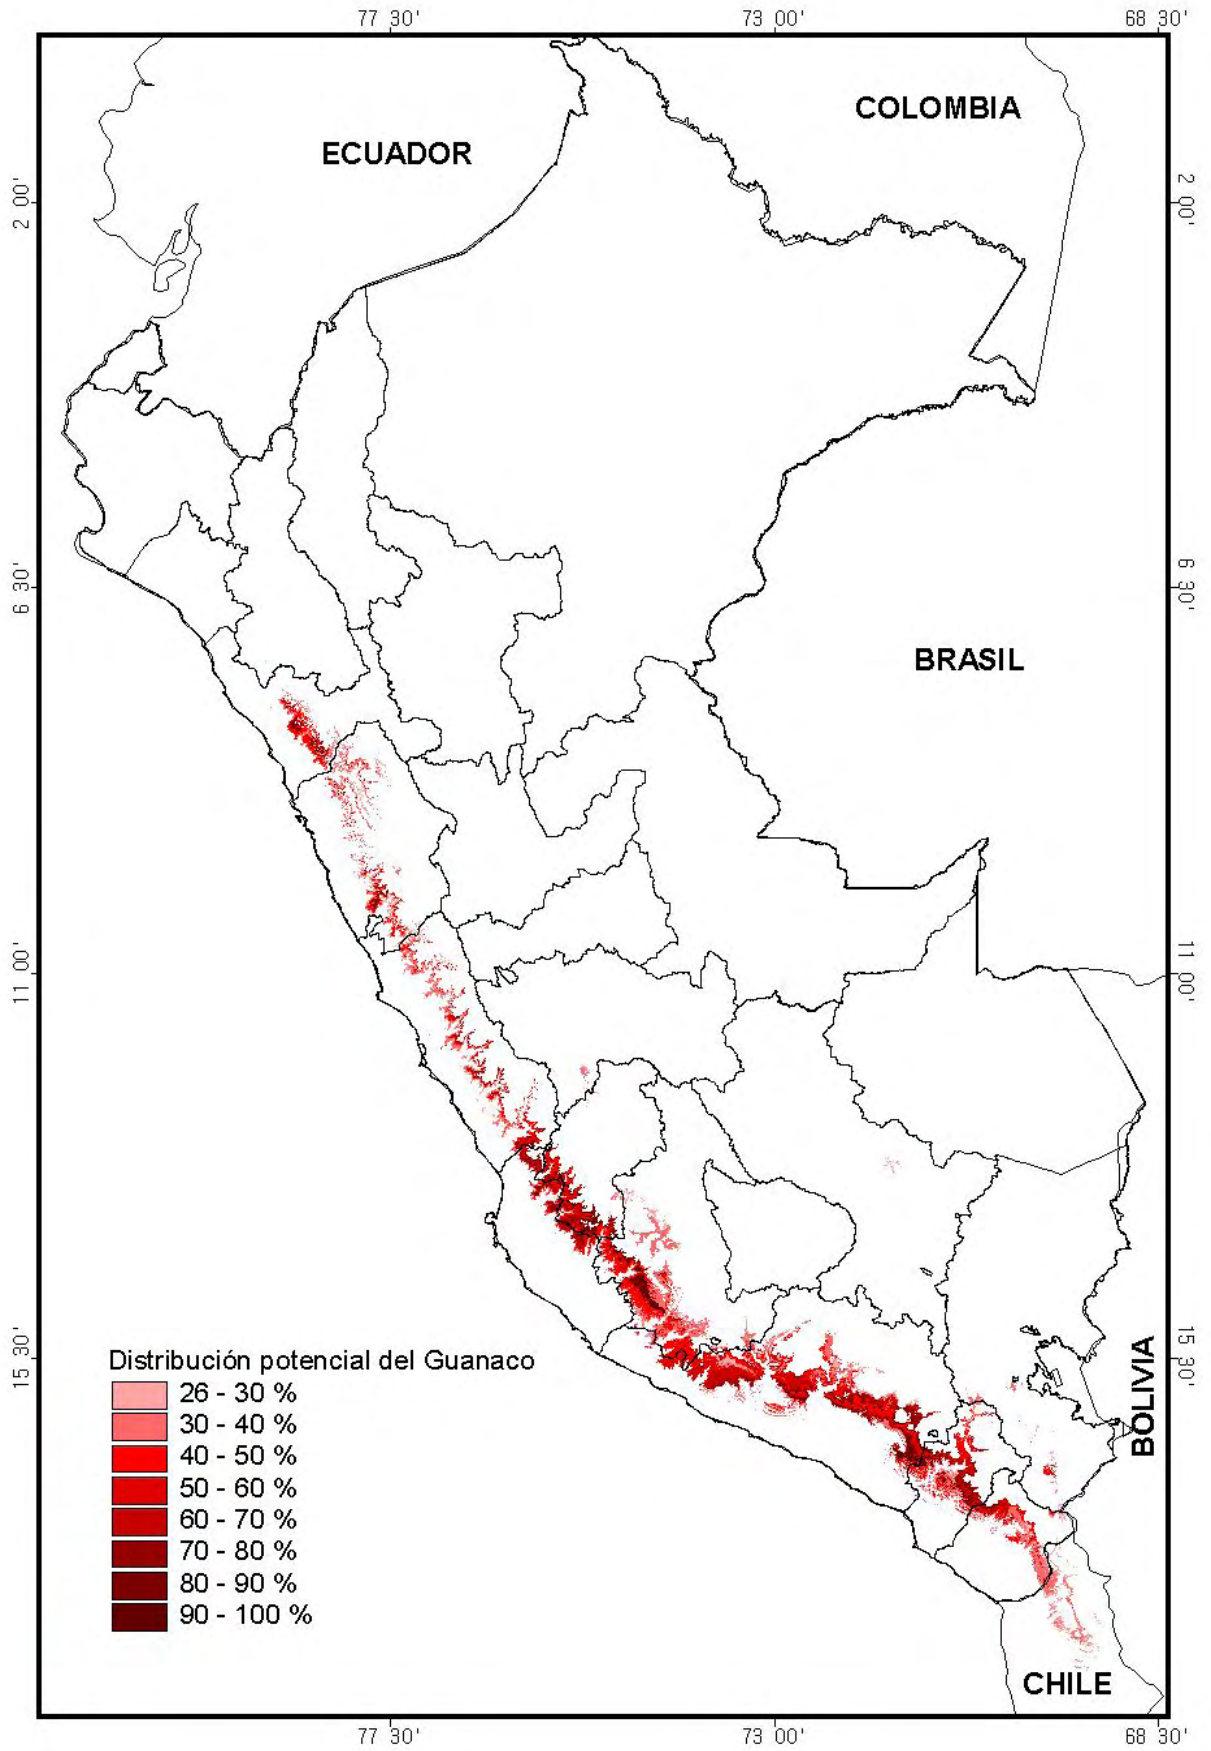 77 30'
73 00'
68 30'
COLOMBIA
ECUADOR
2 00'
2 00'
6 30'
6 30'
BRASIL
11 00'
11 00'
15 30'
15 30'
BOLIVIA
Distribución potencial del Guanaco
26 - 30 %
30 - 40 %
40 - 50 %
50 - 60 %
60 - 70 %
70 - 80 %
80 - 90 %
90 - 100 %
CHILE
77 30'
73 00'
68 30'